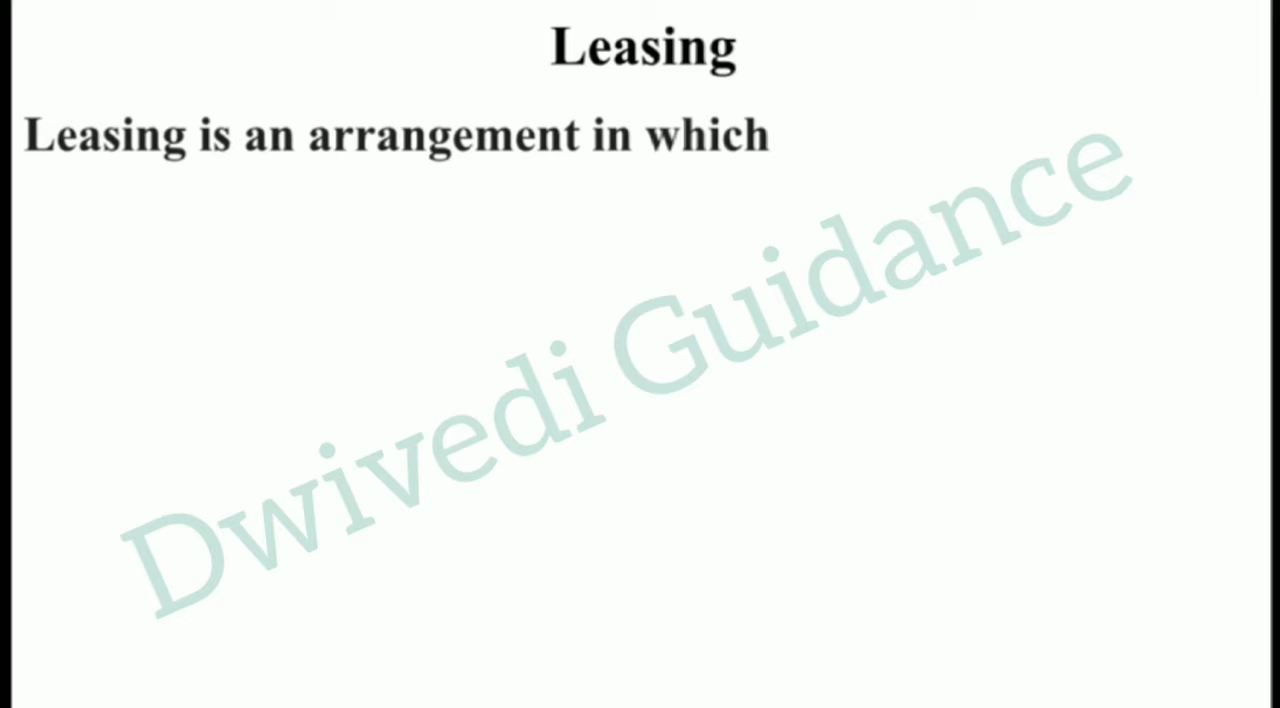 Leasing
Leasing is an arrangement in which
Dwivedi Guidance